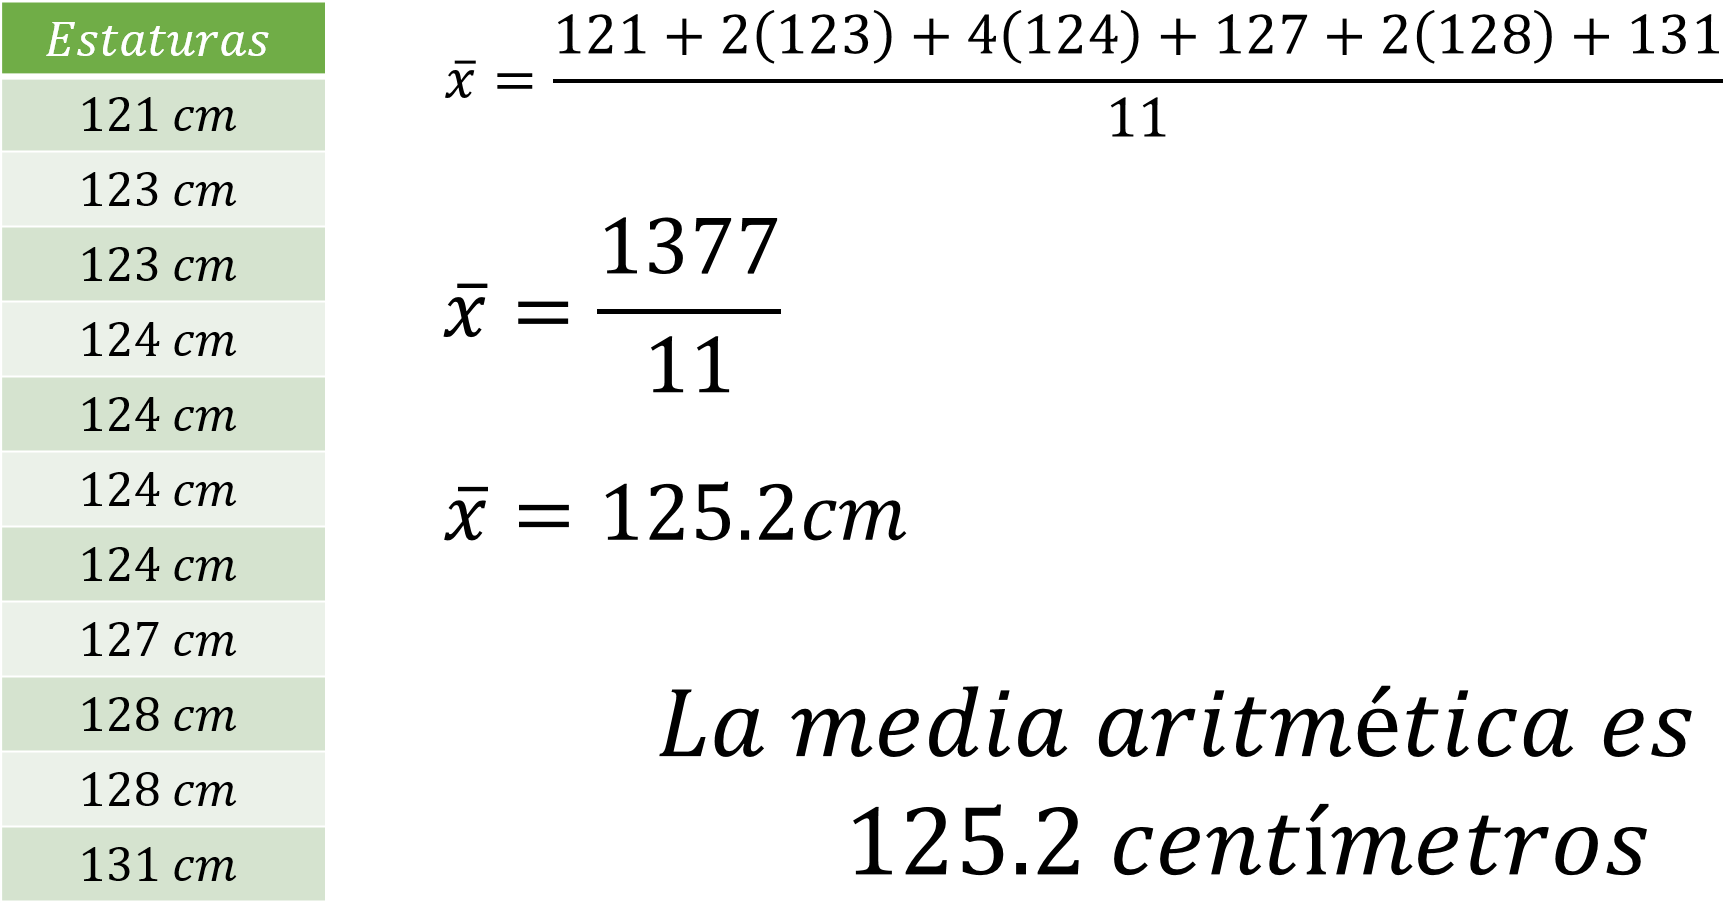 Estaturas
121 cm
123 cm
123 cm
124 cm
124 cm
124 cm
124 cm
127 cm
128 cm
128 cm
131 cm
x̄ = (121 + 2(123) + 4(124) + 127 + 2(128) + 131) / 11
x̄ = 1377 / 11
x̄ = 125.2cm
La media aritmética es
125.2 centímetros